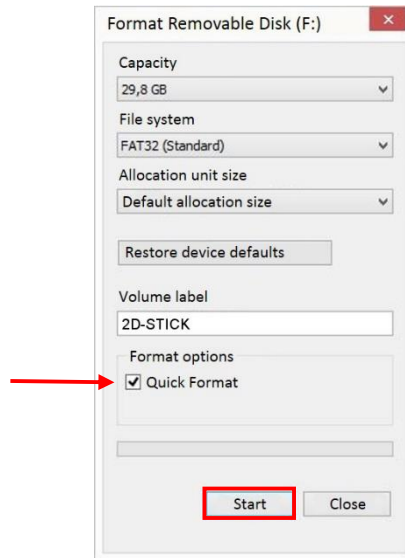 Format Removable Disk (F:)
Capacity
29,8 GB
File system
FAT32 (Standard)
Allocation unit size
Default allocation size
Restore device defaults
Volume label
2D-STICK
Format options
Quick Format
Start Close